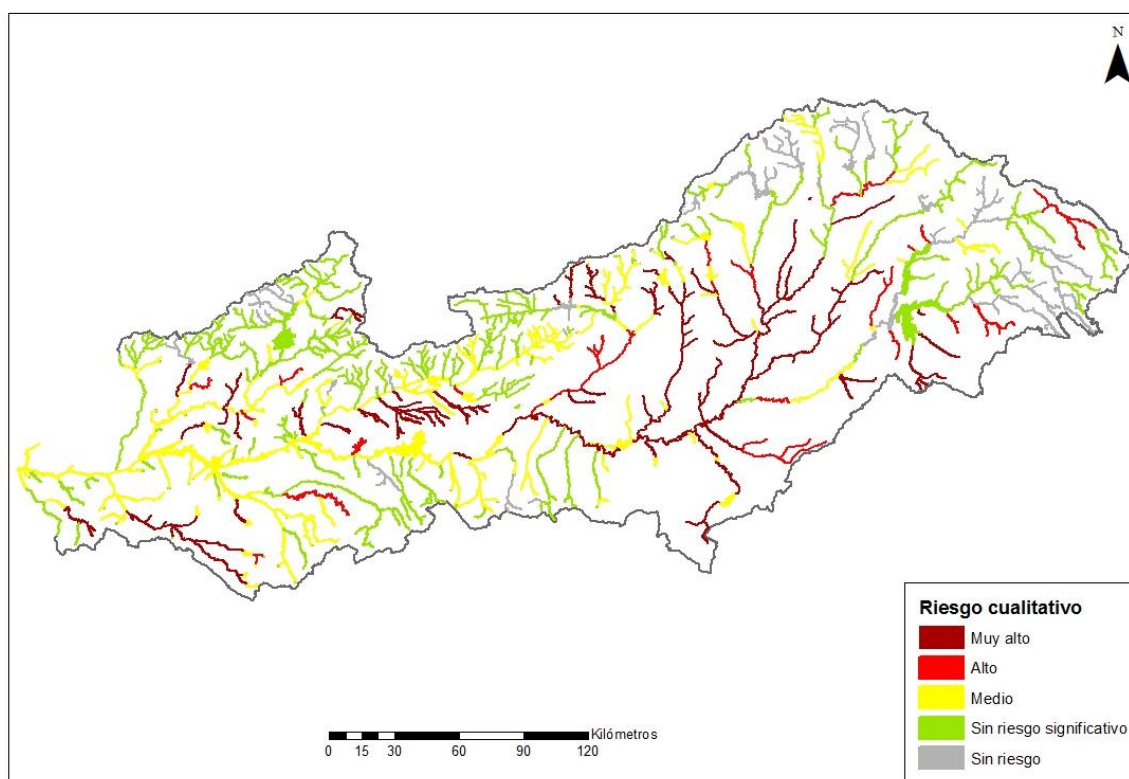 N
Riesgo cualitativo
Muy alto
Alto
Medio
Sin riesgo significativo
Sin riesgo
Kilómetros
0 15 30 60 90 120